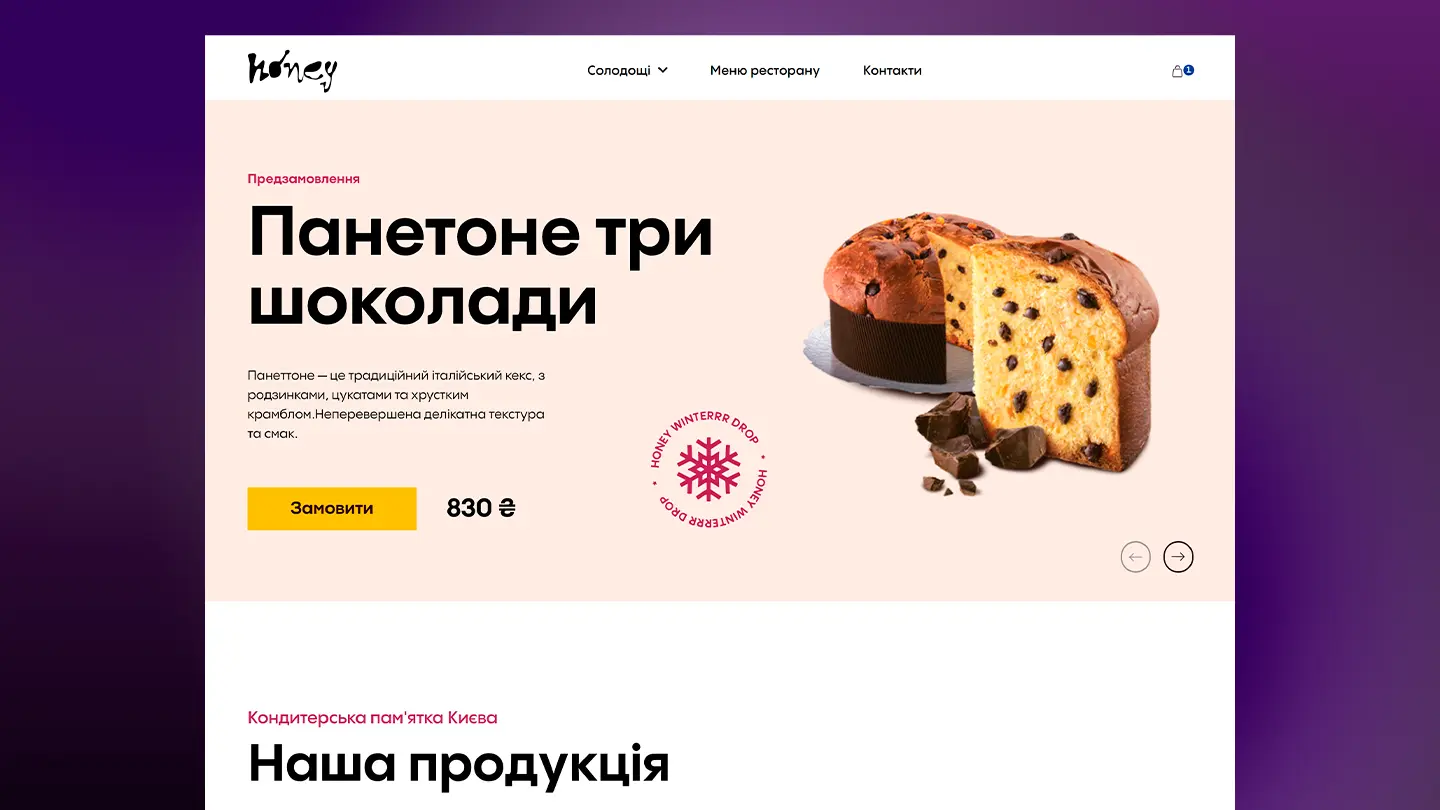 honey
Солодощі
Меню ресторану
Контакти
1
Предзамовлення
Панетоне три
шоколади
Панеттоне — це традиційний італійський кекс, з
родзинками, цукатами та хрустким
крамблом.Неперевершена делікатна текстура
та смак.
HONEY WINTERRR DROP * HONEY WINTERRR DROP *
Замовити
830 ₴
Кондитерська пам'ятка Києва
Наша продукція